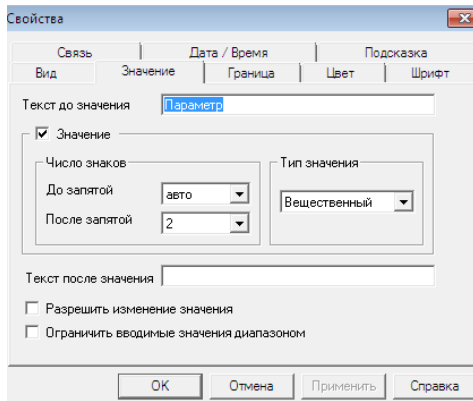 Свойства
Связь Дата / Время Подсказка
Вид Значение Граница Цвет Шрифт
Текст до значения Параметр
Значение
Число знаков Тип значения
До запятой авто
Вещественный
После запятой 2
Текст после значения
Разрешить изменение значения
Ограничить вводимые значения диапазоном
OK Отмена Применить Справка